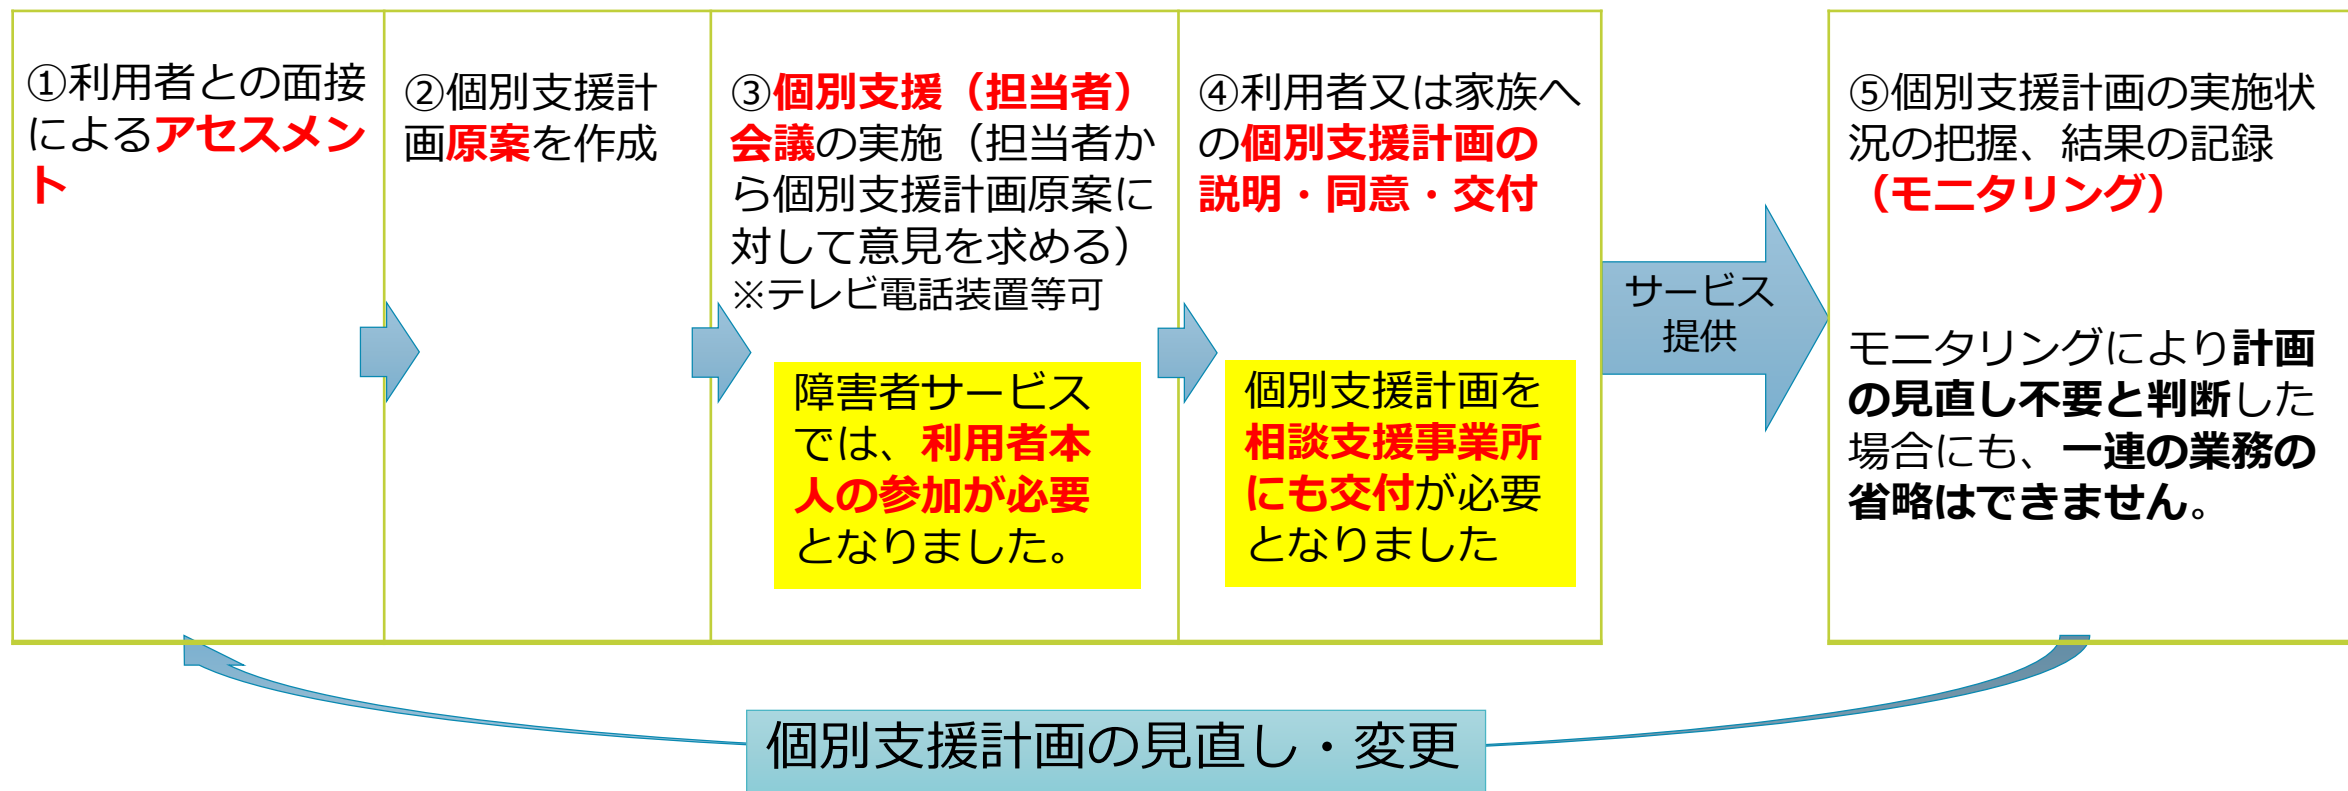 ①利用者との面接
によるアセスメン
ト
②個別支援計
画原案を作成
③個別支援（担当者）
会議の実施（担当者か
ら個別支援計画原案に
対して意見を求める）
※テレビ電話装置等可
障害者サービス
では、利用者本
人の参加が必要
となりました。
④利用者又は家族へ
の個別支援計画の
説明・同意・交付
個別支援計画を
相談支援事業所
にも交付が必要
となりました
サービス
提供
⑤個別支援計画の実施状
況の把握、結果の記録
（モニタリング）
モニタリングにより計画
の見直し不要と判断した
場合にも、一連の業務の
省略はできません。
個別支援計画の見直し・変更